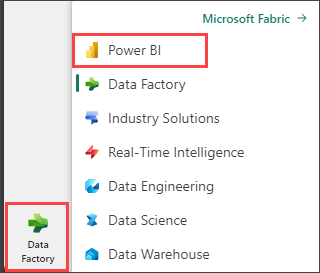 Microsoft Fabric →
Power BI
Data Factory
Industry Solutions
Real-Time Intelligence
Data Engineering
Data Science
Data Warehouse
Data
Factory